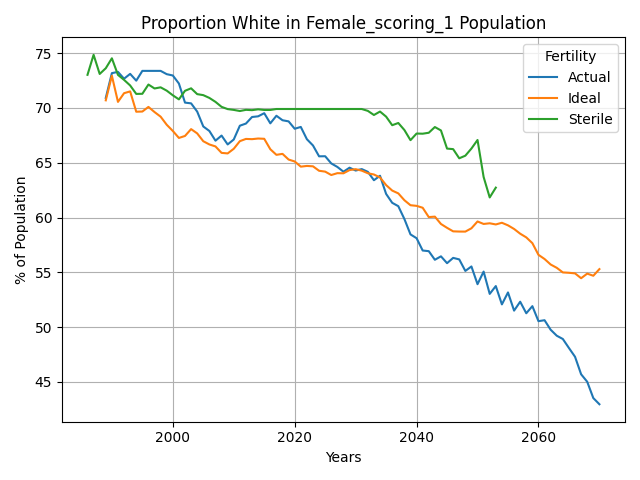 Proportion White in Female_scoring_1 Population
% of Population
75
70
65
60
55
50
45
2000
2020
2040
2060
Years
Fertility
Actual
Ideal
Sterile